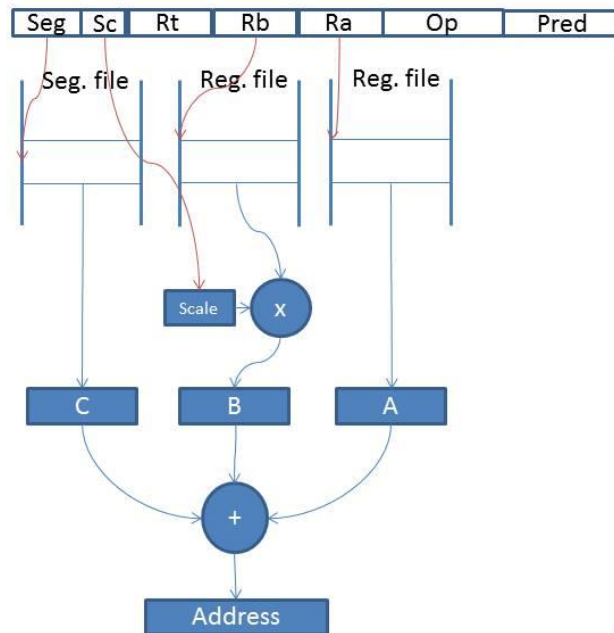 Seg Sc Rt Rb Ra Op Pred
Seg. file Reg. file Reg. file
Scale x
C B A
+
Address